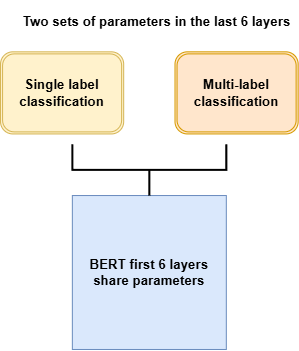 Two sets of parameters in the last 6 layers
Single label
classification
Multi-label
classification
BERT first 6 layers
share parameters